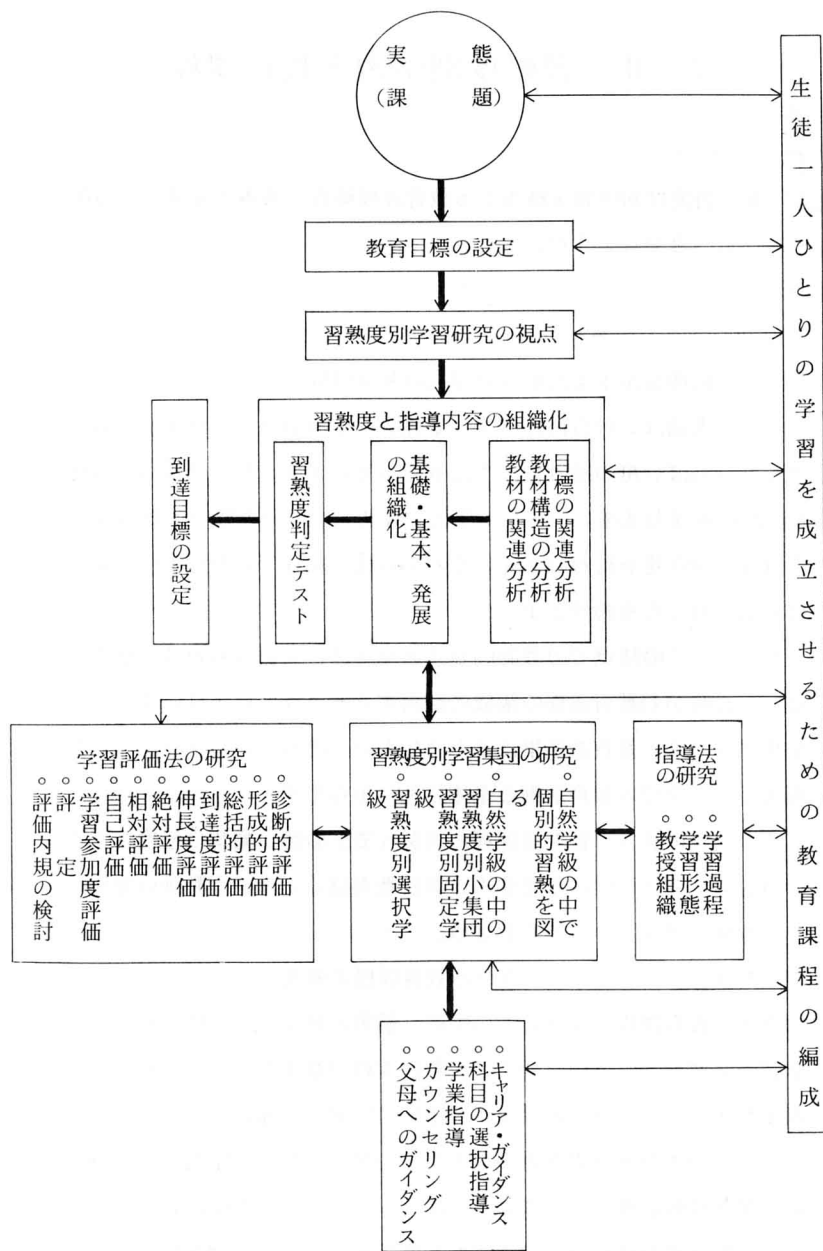 実態
(課題)
教育目標の設定
習熟度別学習研究の視点
習熟度と指導内容の組織化
目標の関連分析
教材構造の分析
教材の関連分析
基礎・基本、発展
の組織化
習熟度判定テスト
到達目標の設定
学習評価法の研究
○診断的評価
○形成的評価
○総括的評価
○到達度評価
○伸長度評価
○絶対評価
○相対評価
○自己評価
○学習参加度評価
○評定
○評価内規の検討
習熟度別学習集団の研究
○自然学級の中で
個別的習熟を図
る
○自然学級の中の
習熟度別小集団
○習熟度別固定学
級
○習熟度別選択学
級
指導法
の研究
○学習過程
○学習形態
○教授組織
○キャリア・ガイダンス
○科目の選択指導
○学業指導
○カウンセリング
○父母へのガイダンス
生徒一人ひとりの学習を成立させるための教育課程の編成